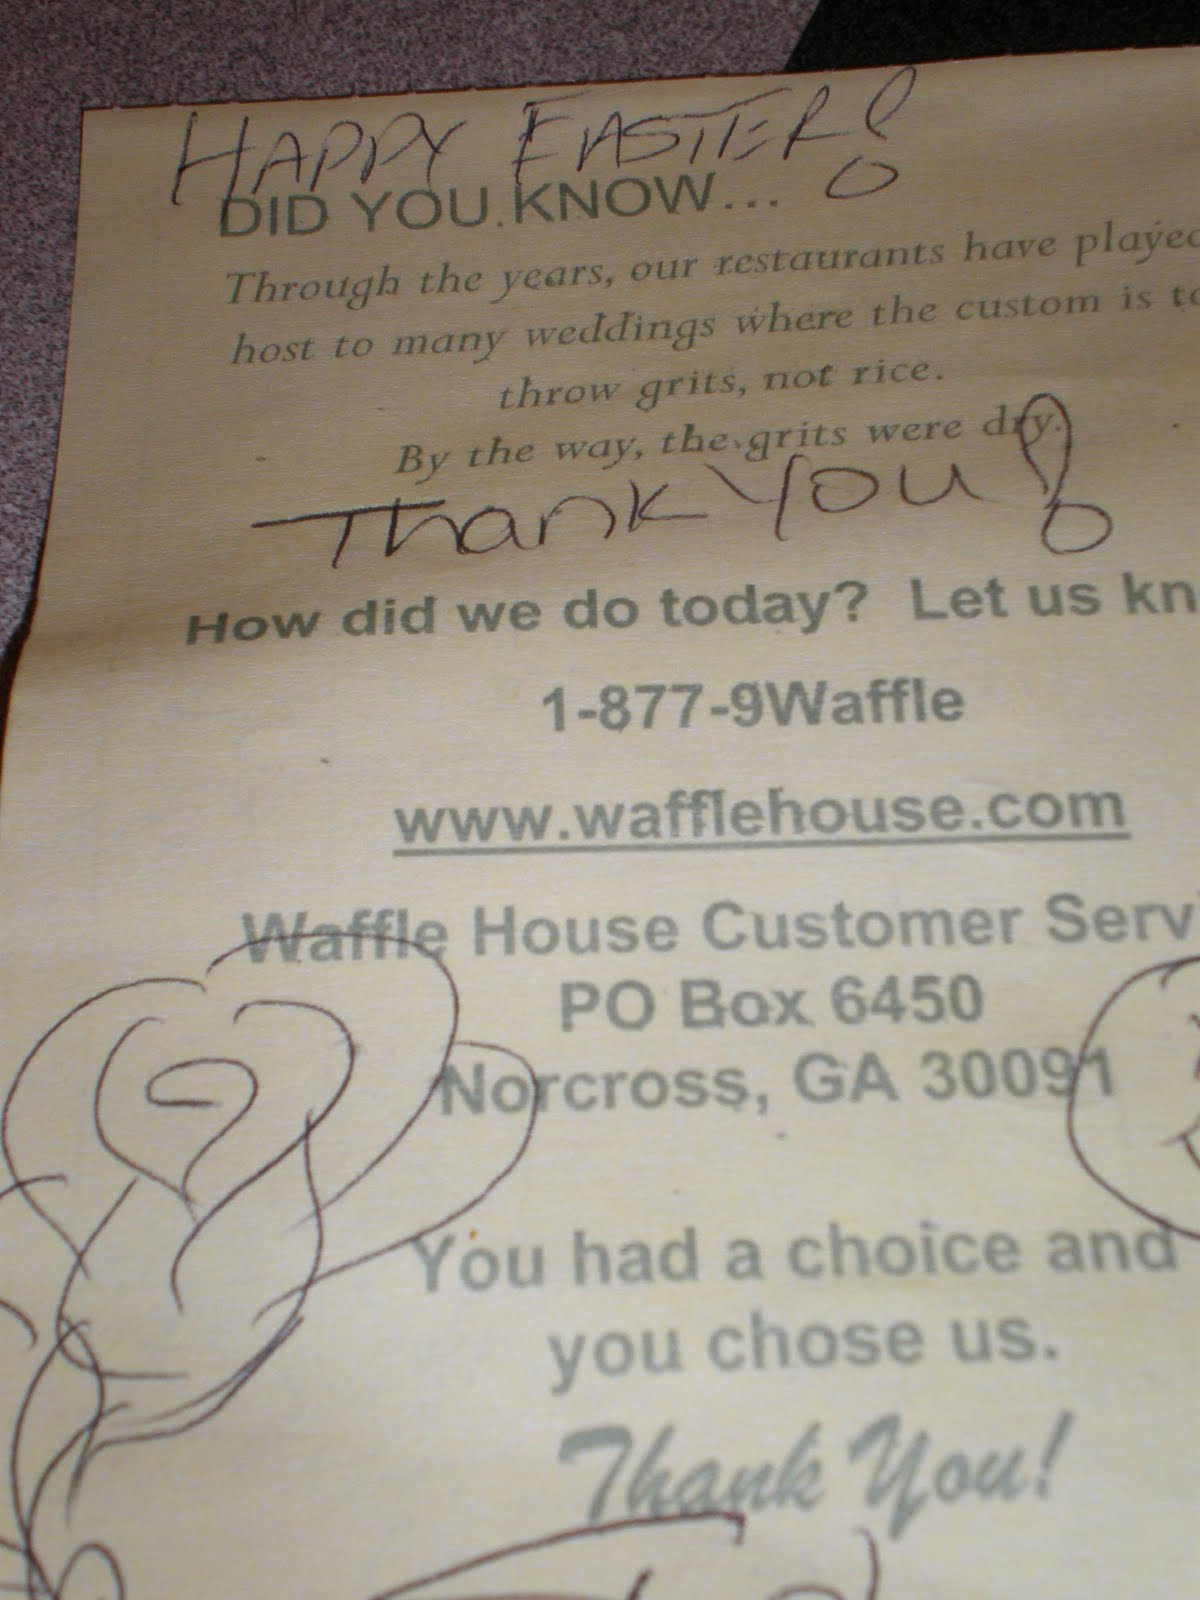 HAPPY EASTER!
DID YOU KNOW...
Through the years, our restaurants have played
host to many weddings where the custom is to
throw grits, not rice.
By the way, the grits were dry.
Thank You!
How did we do today? Let us kn
1-877-9Waffle
www.wafflehouse.com
Waffle House Customer Serv
PO Box 6450
Norcross, GA 30091
You had a choice and
you chose us.
Thank You!